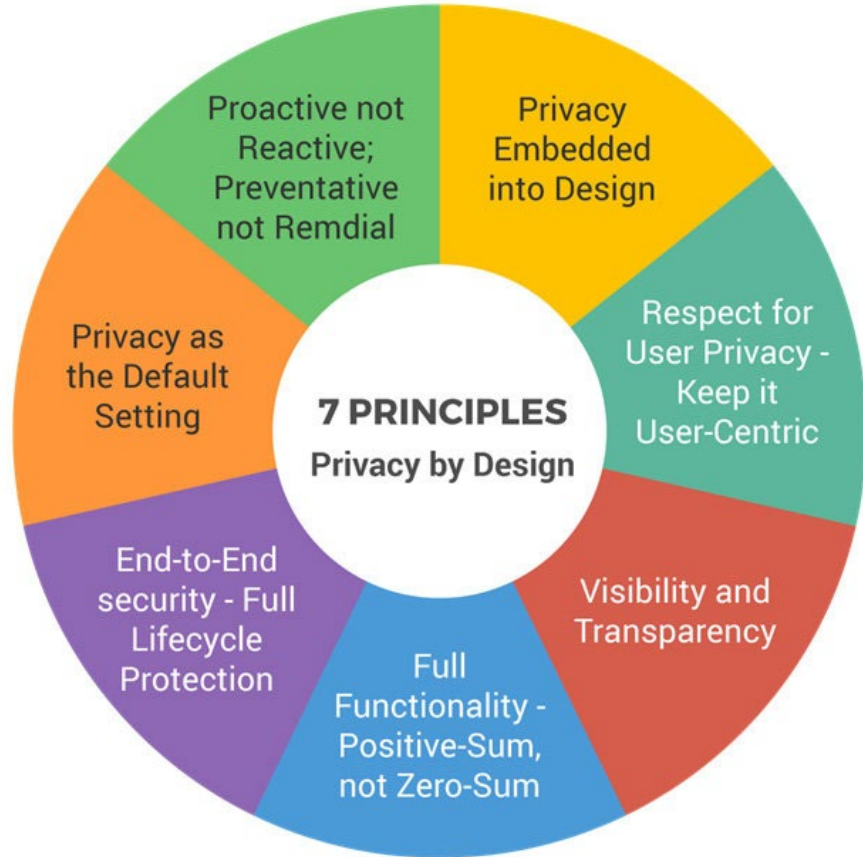 Proactive not
Reactive;
Preventative
not Remdial
Privacy
Embedded
into Design
Respect for
User Privacy -
Keep it
User-Centric
Visibility and
Transparency
Full
Functionality -
Positive-Sum,
not Zero-Sum
End-to-End
security - Full
Lifecycle
Protection
Privacy as
the Default
Setting
7 PRINCIPLES
Privacy by Design